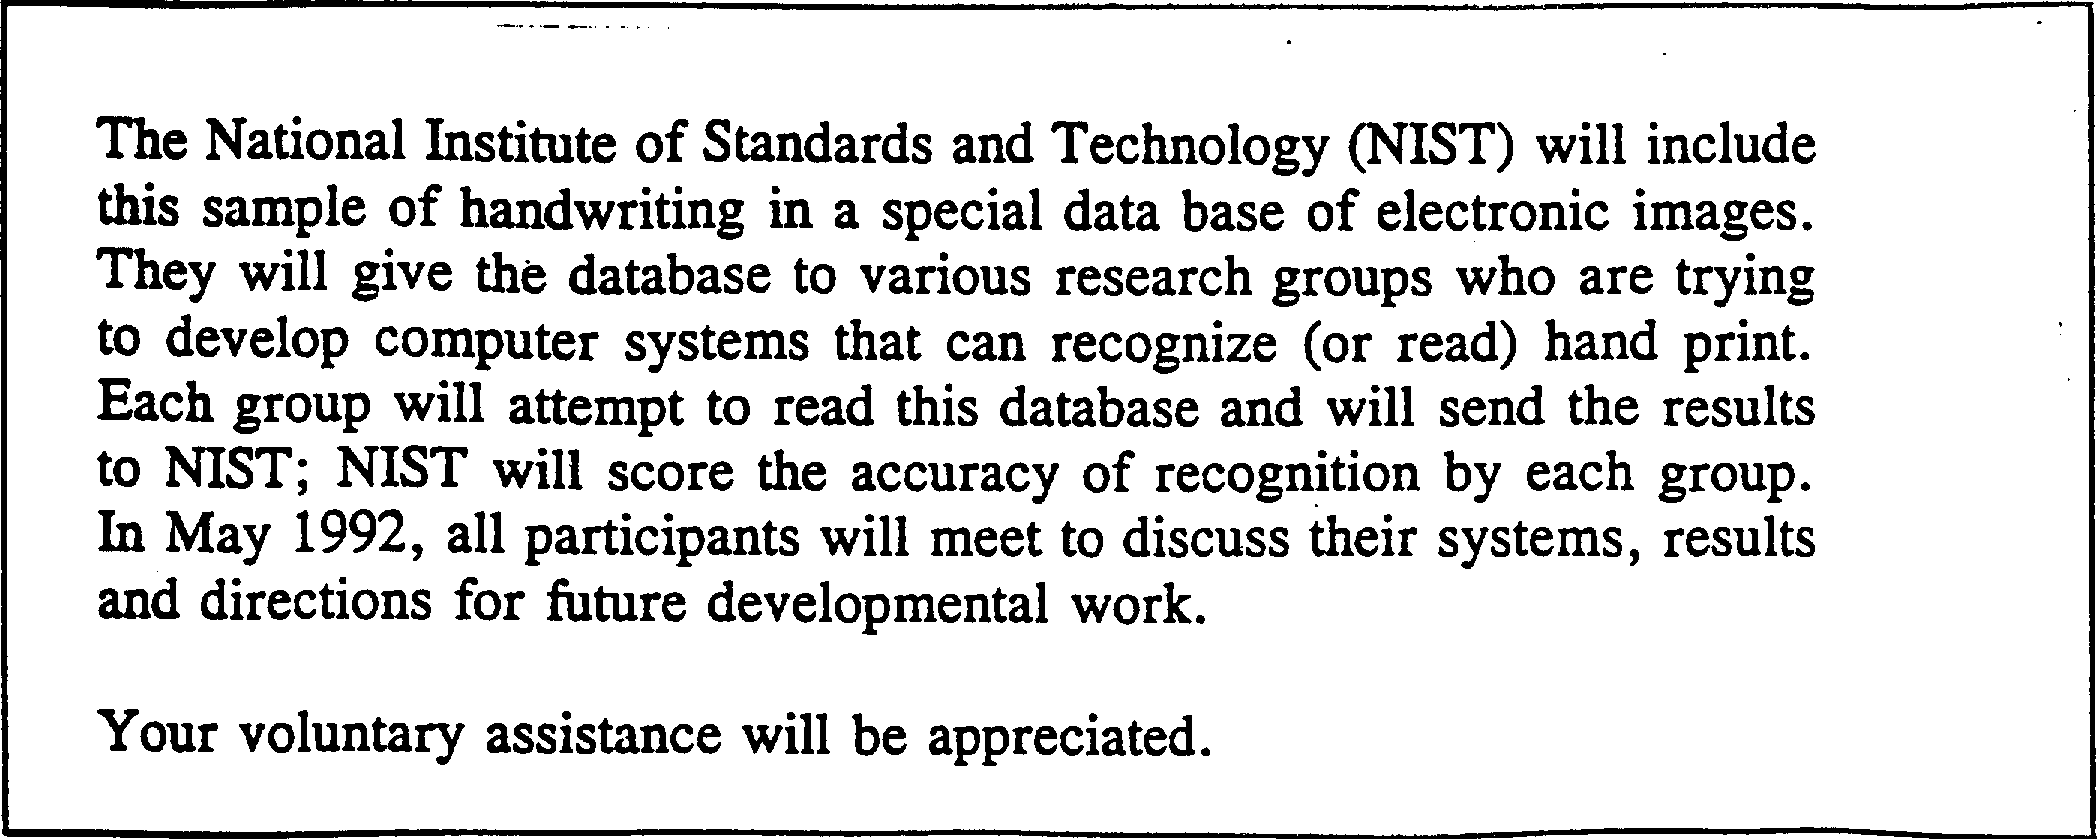 The National Institute of Standards and Technology (NIST) will include
this sample of handwriting in a special data base of electronic images.
They will give the database to various research groups who are trying
to develop computer systems that can recognize (or read) hand print.
Each group will attempt to read this database and will send the results
to NIST; NIST will score the accuracy of recognition by each group.
In May 1992, all participants will meet to discuss their systems, results
and directions for future developmental work.
Your voluntary assistance will be appreciated.